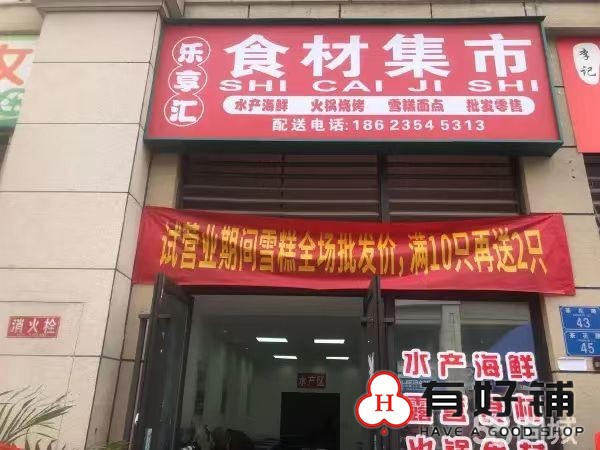 乐享汇
食材集市
SHI CAI JI SHI
水产海鲜 火锅烧烤 雪糕面点 批发零售
配送电话:18623545313
李记
试营业期间雪糕全场批发价,满10只再送2只
消火栓
43
45
水产区
水产海鲜
有好铺
HAVE A GOOD SHOP